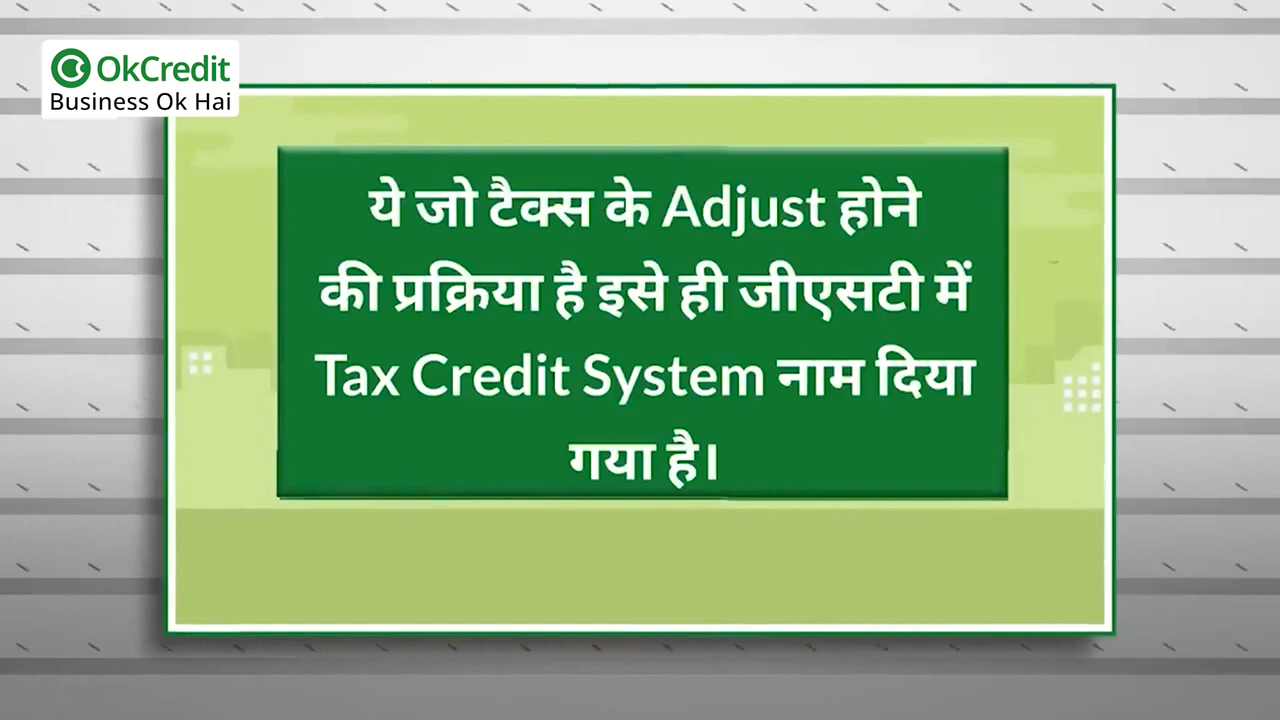 OkCredit
Business Ok Hai
ये जो टैक्स के Adjust होने
की प्रक्रिया है इसे ही जीएसटी में
Tax Credit System नाम दिया
गया है।